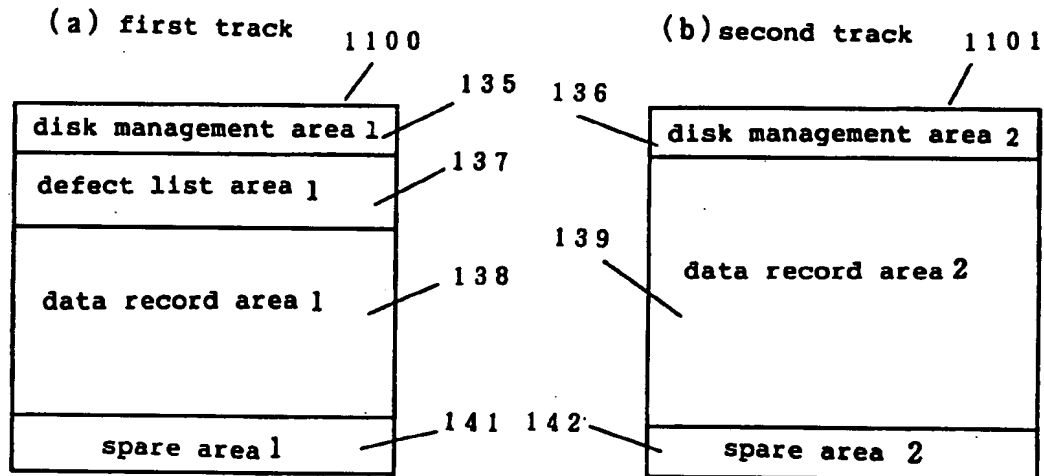 (a) first track
1100
disk management area 1
135
defect list area 1
137
data record area 1
138
spare area 1
141
(b) second track
1101
136
disk management area 2
139
data record area 2
142
spare area 2